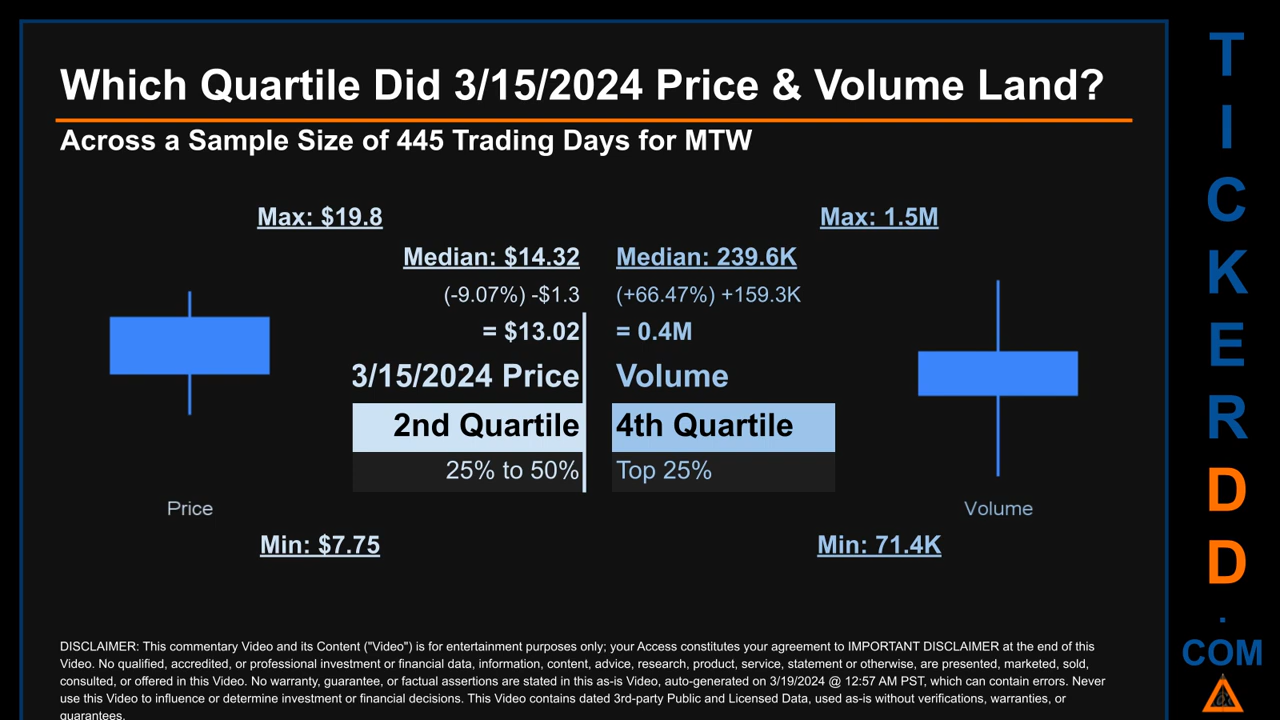 Which Quartile Did 3/15/2024 Price & Volume Land?
Across a Sample Size of 445 Trading Days for MTW
Max: $19.8
Median: $14.32
(-9.07%) -$1.3
= $13.02
3/15/2024 Price
2nd Quartile
25% to 50%
Price
Min: $7.75
Max: 1.5M
Median: 239.6K
(+66.47%) +159.3K
= 0.4M
Volume
4th Quartile
Top 25%
Volume
Min: 71.4K
DISCLAIMER: This commentary Video and its Content ("Video") is for entertainment purposes only; your Access constitutes your agreement to IMPORTANT DISCLAIMER at the end of this
Video. No qualified, accredited, or professional investment or financial data, information, content, advice, research, product, service, statement or otherwise, are presented, marketed, sold,
consulted, or offered in this Video. No warranty, guarantee, or factual assertions are stated in this as-is Video, auto-generated on 3/19/2024 @ 12:57 AM PST, which can contain errors. Never
use this Video to influence or determine investment or financial decisions. This Video contains dated 3rd-party Public and Licensed Data, used as-is without verifications, warranties, or
guarantees.
T
I
C
K
E
R
D
D
.
COM